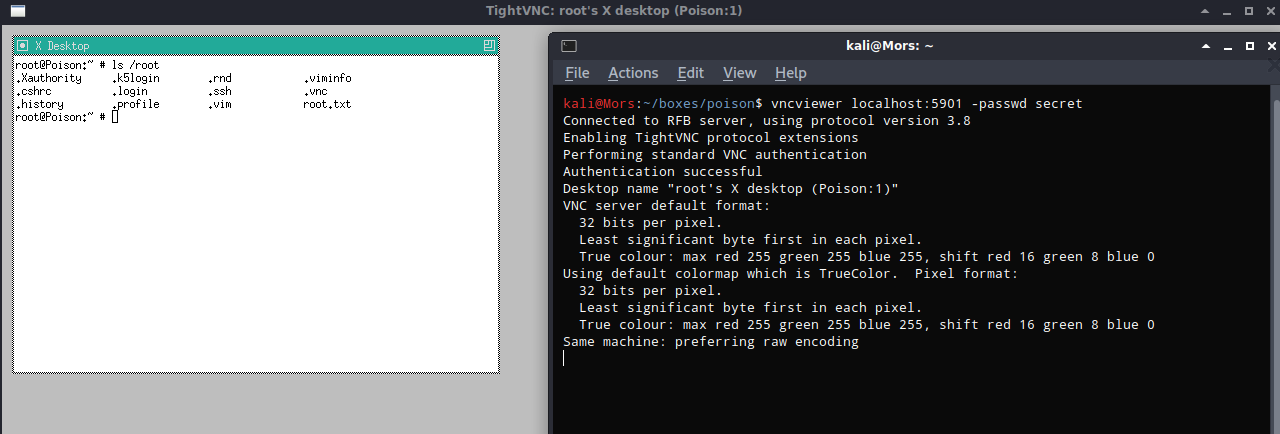 TightVNC: root's X desktop (Poison:1)
X Desktop
root@Poison:~ # ls /root
.Xauthority .k5login .rnd .viminfo
.cshrc .login .ssh .vnc
.history .profile .vim root.txt
root@Poison:~ #
kali@Mors: ~
File Actions Edit View Help
kali@Mors:~/boxes/poison$ vncviewer localhost:5901 -passwd secret
Connected to RFB server, using protocol version 3.8
Enabling TightVNC protocol extensions
Performing standard VNC authentication
Authentication successful
Desktop name "root's X desktop (Poison:1)"
VNC server default format:
32 bits per pixel.
Least significant byte first in each pixel.
True colour: max red 255 green 255 blue 255, shift red 16 green 8 blue 0
Using default colormap which is TrueColor. Pixel format:
32 bits per pixel.
Least significant byte first in each pixel.
True colour: max red 255 green 255 blue 255, shift red 16 green 8 blue 0
Same machine: preferring raw encoding